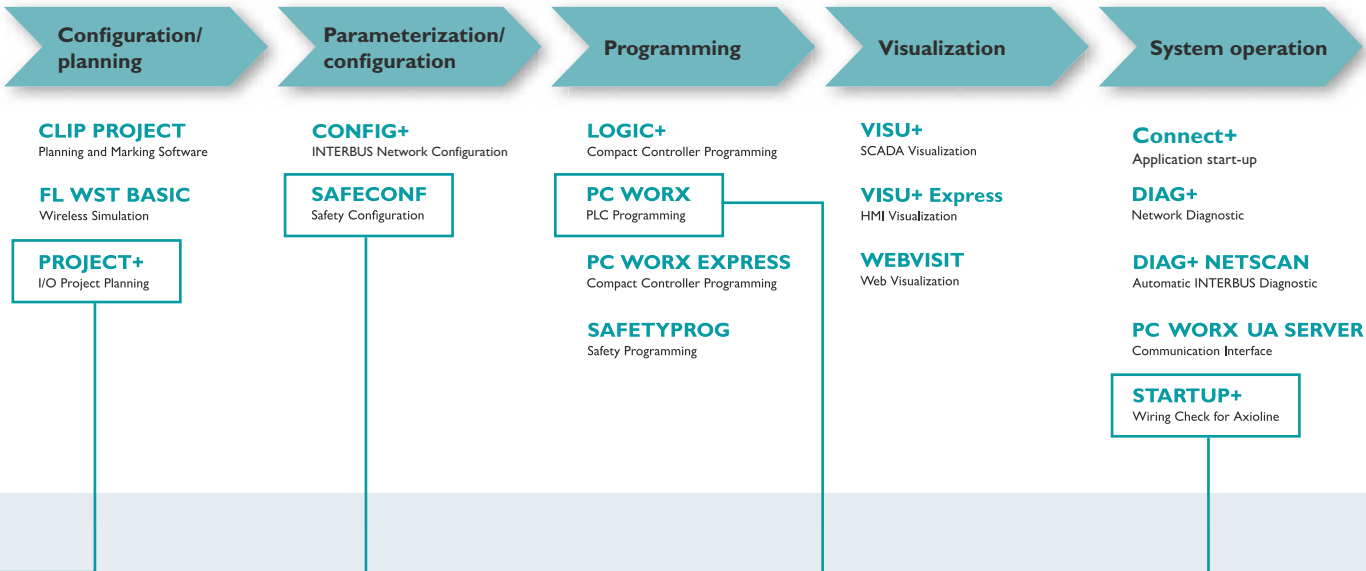 Configuration/
planning
Parameterization/
configuration
Programming
Visualization
System operation
CLIP PROJECT
Planning and Marking Software
FL WST BASIC
Wireless Simulation
PROJECT+
I/O Project Planning
CONFIG+
INTERBUS Network Configuration
SAFECONF
Safety Configuration
LOGIC+
Compact Controller Programming
PC WORX
PLC Programming
PC WORX EXPRESS
Compact Controller Programming
SAFETYPROG
Safety Programming
VISU+
SCADA Visualization
VISU+ Express
HMI Visualization
WEBVISIT
Web Visualization
Connect+
Application start-up
DIAG+
Network Diagnostic
DIAG+ NETSCAN
Automatic INTERBUS Diagnostic
PC WORX UA SERVER
Communication Interface
STARTUP+
Wiring Check for Axioline